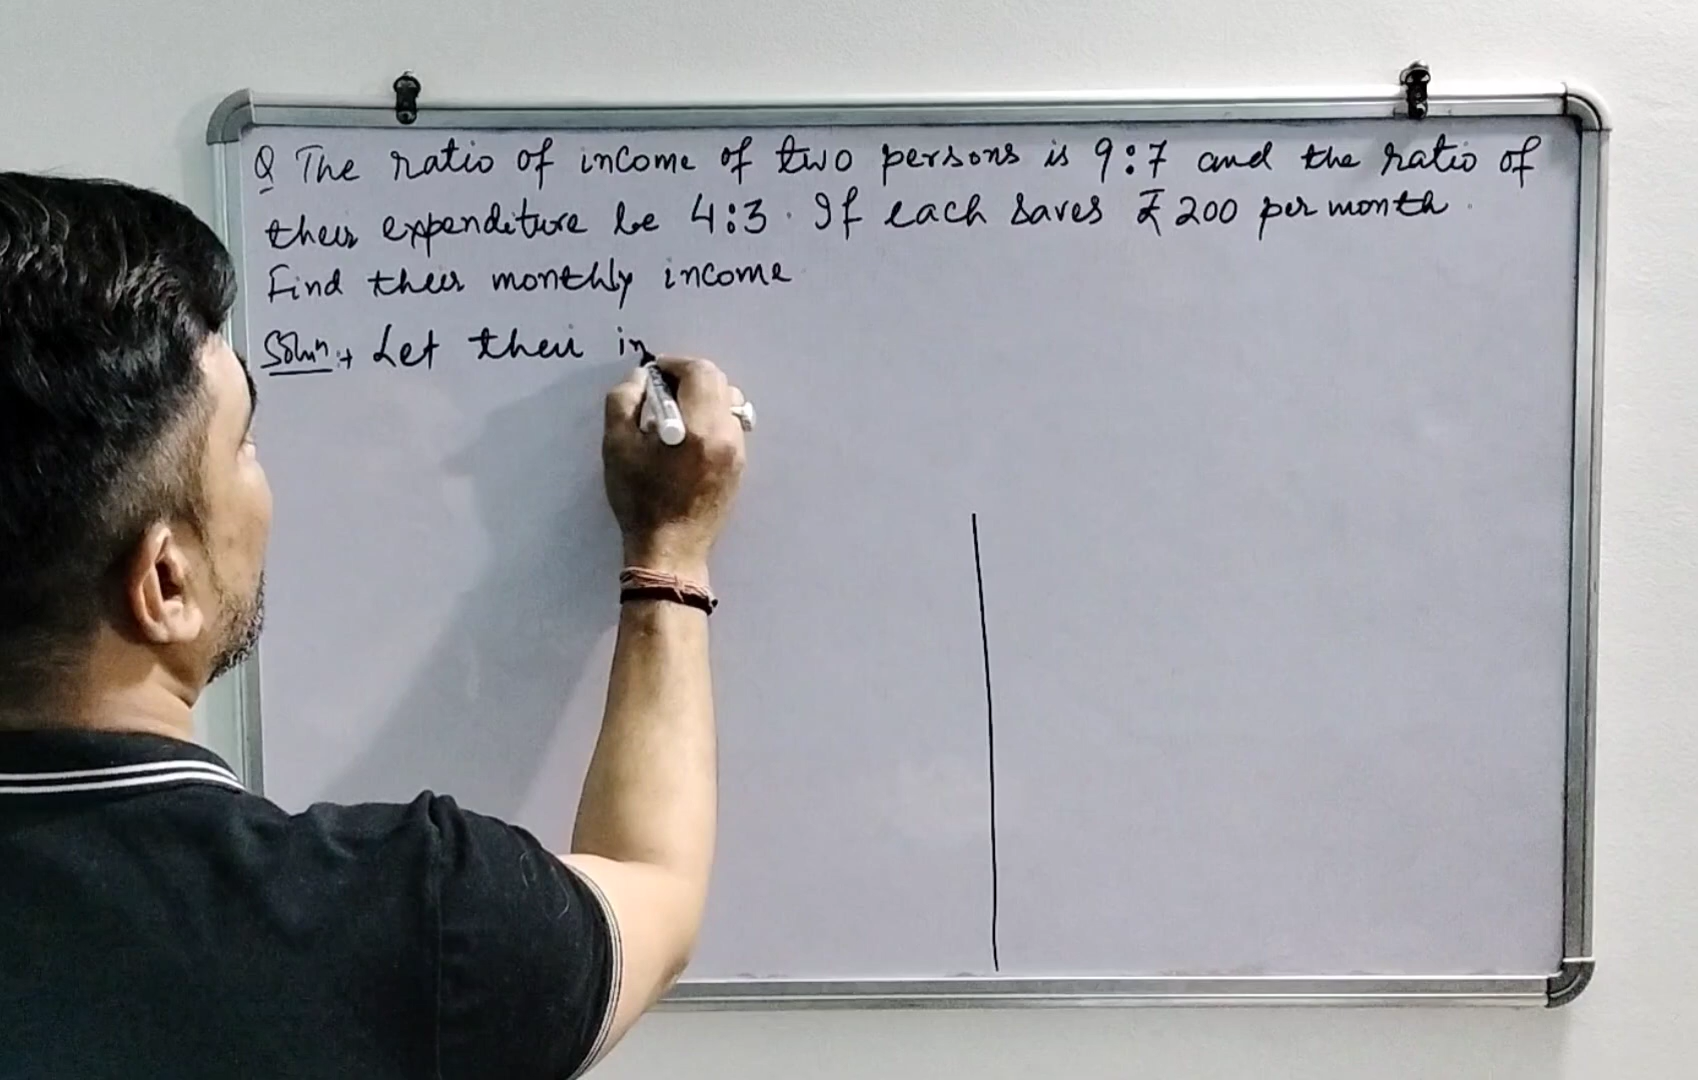 Q The ratio of income of two persons is 9:7 and the ratio of
their expenditure be 4:3. If each saves ₹200 per month.
Find their monthly income
Soln:→ Let their in